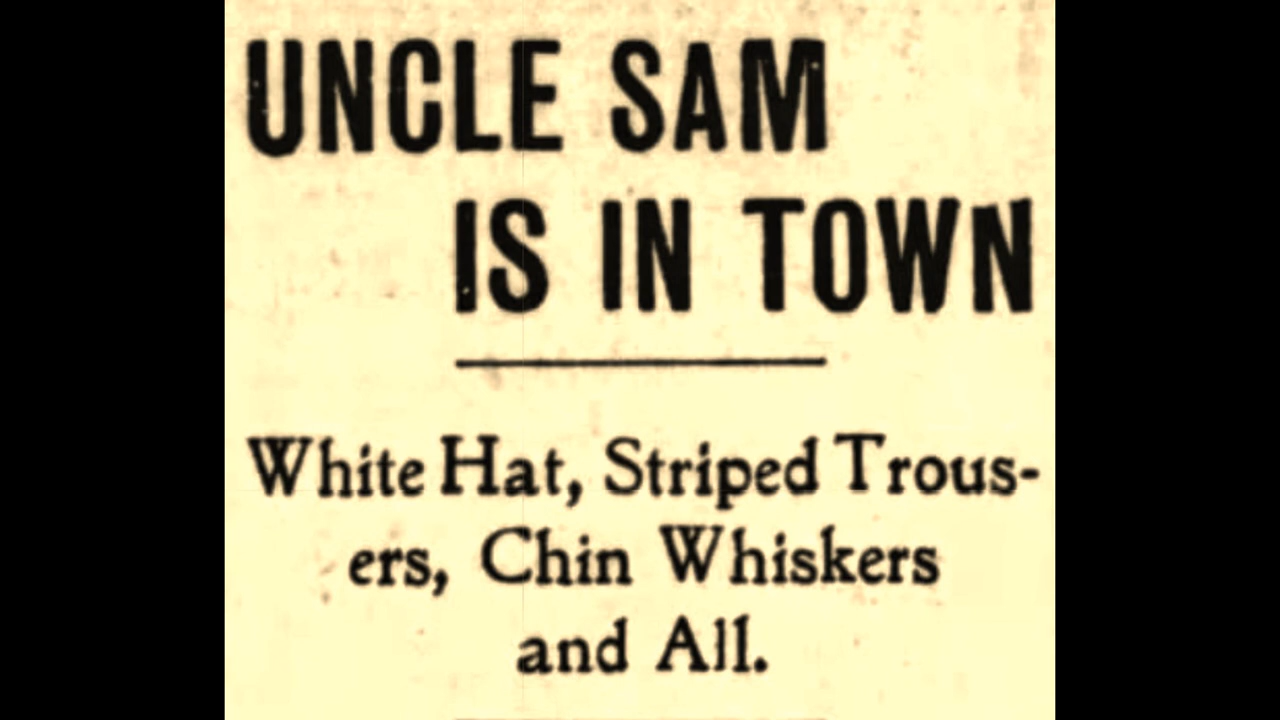 UNCLE SAM
IS IN TOWN
White Hat, Striped Trous-
ers, Chin Whiskers
and All.